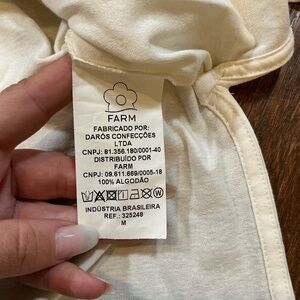 FARM
FABRICADO POR:
DARÓS CONFECÇÕES
LTDA
CNPJ: 81.356.180/0001-40
DISTRIBUÍDO POR
FARM
CNPJ: 09.611.669/0005-18
100% ALGODÃO
INDÚSTRIA BRASILEIRA
REF.: 325248
M